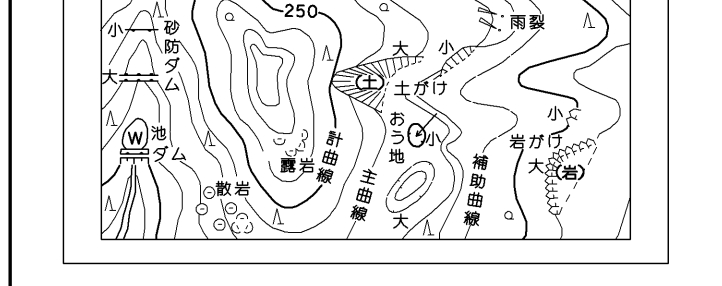 250
雨裂
小
砂防ダム
大
大
小
(土)
土がけ
小
おう地
小
W
池
ダム
計曲線
露岩
岩がけ
大
(岩)
補助曲線
主曲線
散岩
大